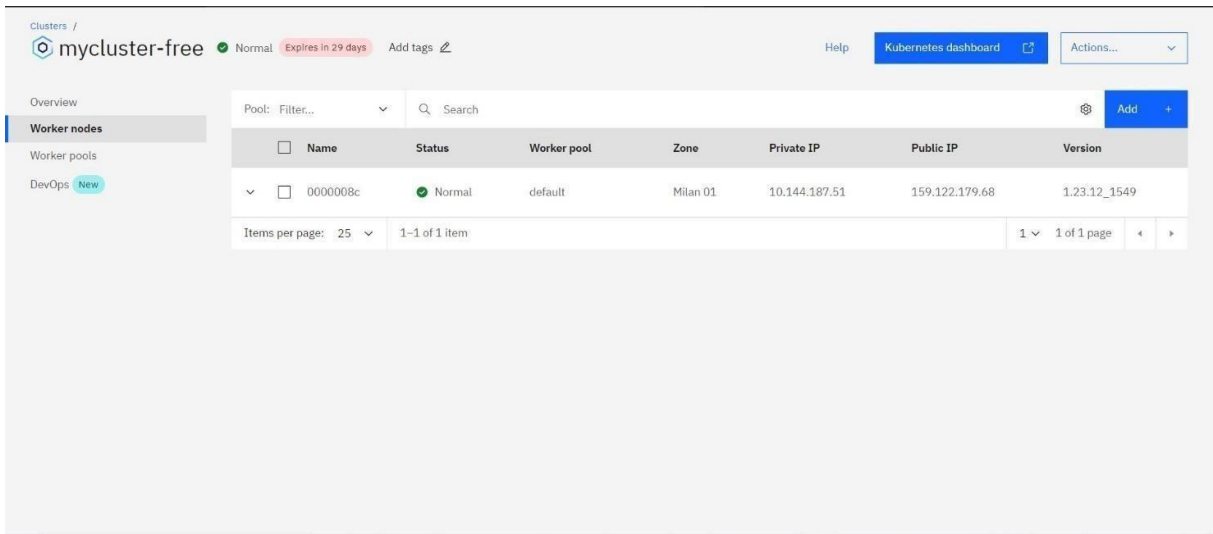 Clusters /
mycluster-free Normal Expires in 29 days Add tags Help Kubernetes dashboard Actions...
Overview
Worker nodes
Worker pools
DevOps New
Pool: Filter... Search Add +
Name Status Worker pool Zone Private IP Public IP Version
0000008c Normal default Milan 01 10.144.187.51 159.122.179.68 1.23.12_1549
Items per page: 25 1–1 of 1 item 1 1 of 1 page